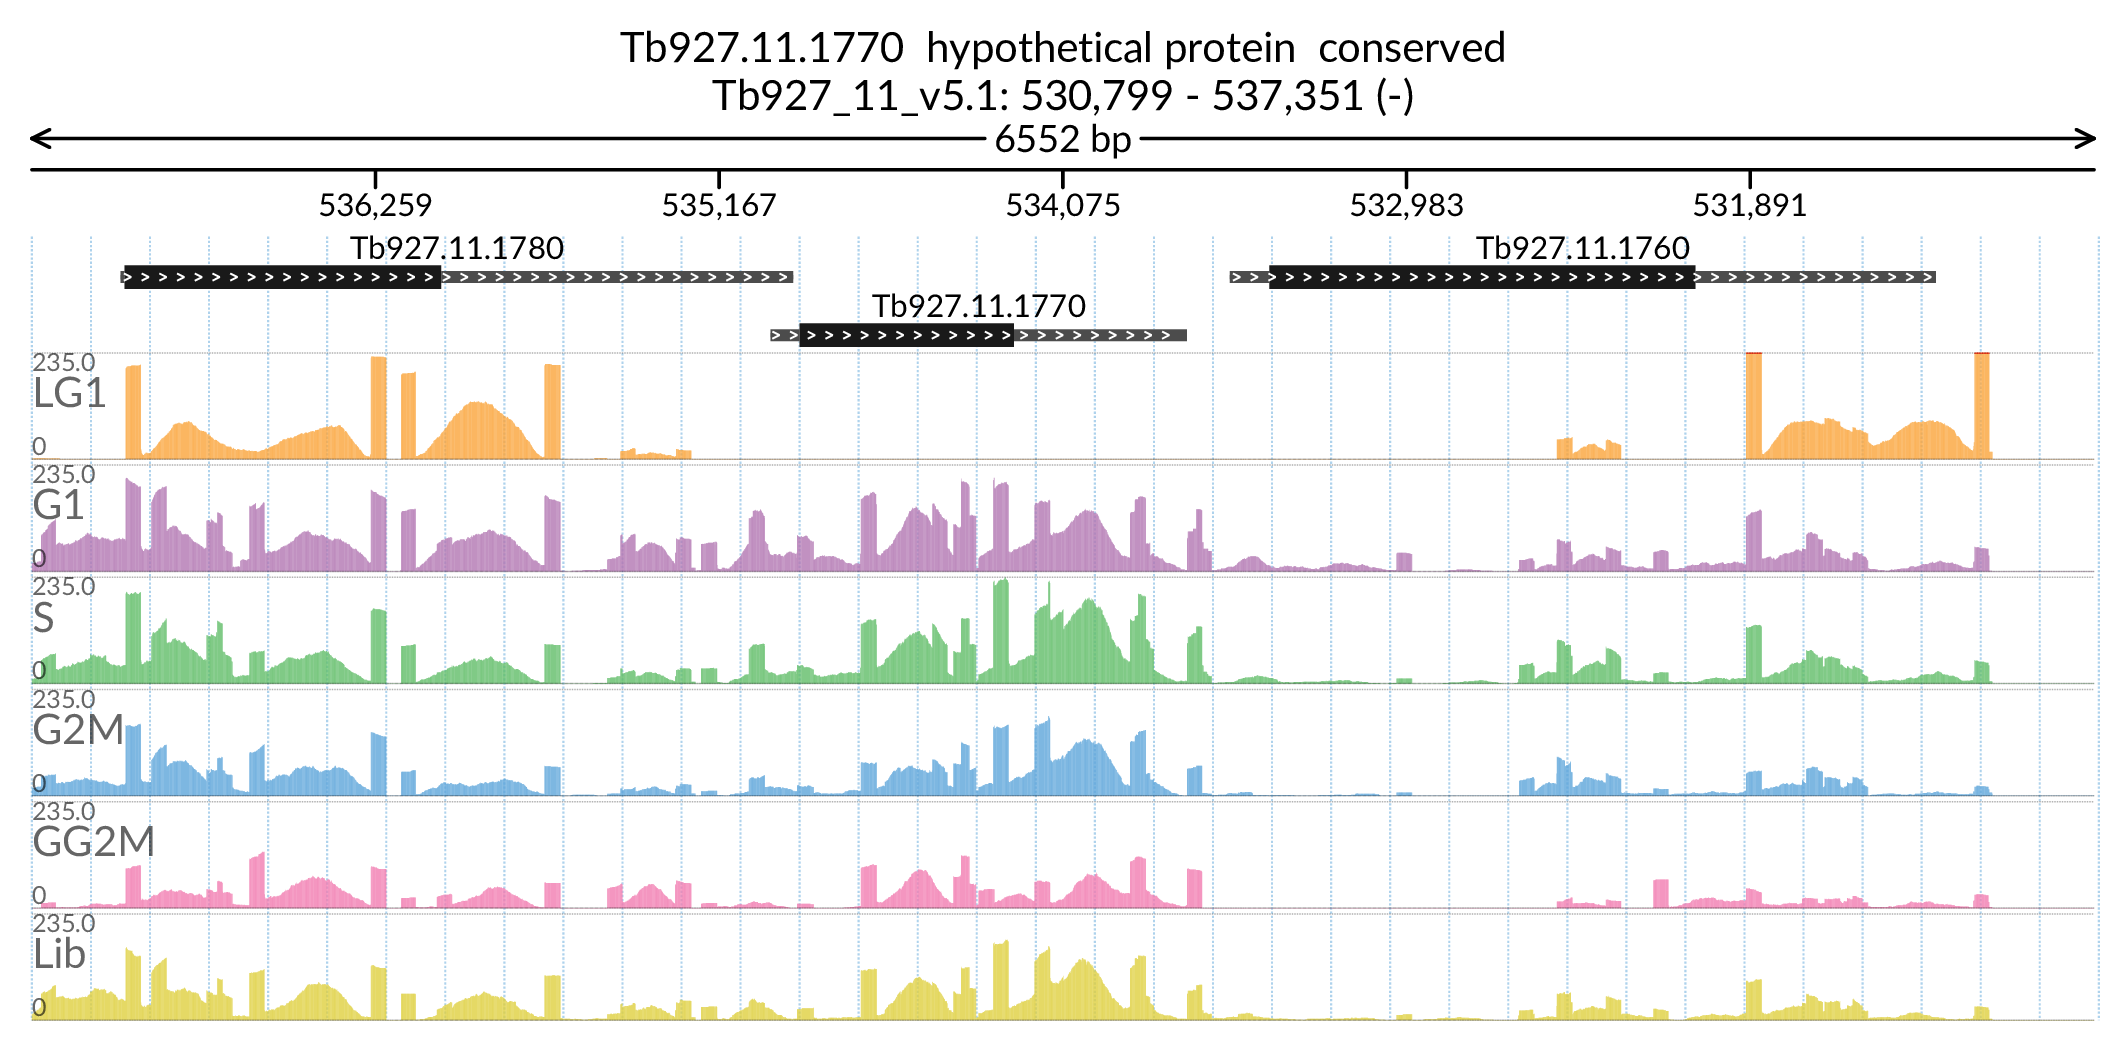 Tb927.11.1770 hypothetical protein conserved
Tb927_11_v5.1: 530,799 - 537,351 (-)
6552 bp
536,259 535,167 534,075 532,983 531,891
Tb927.11.1780 Tb927.11.1760
Tb927.11.1770
235.0
LG1
0
235.0
G1
0
235.0
S
0
235.0
G2M
0
235.0
GG2M
0
235.0
Lib
0